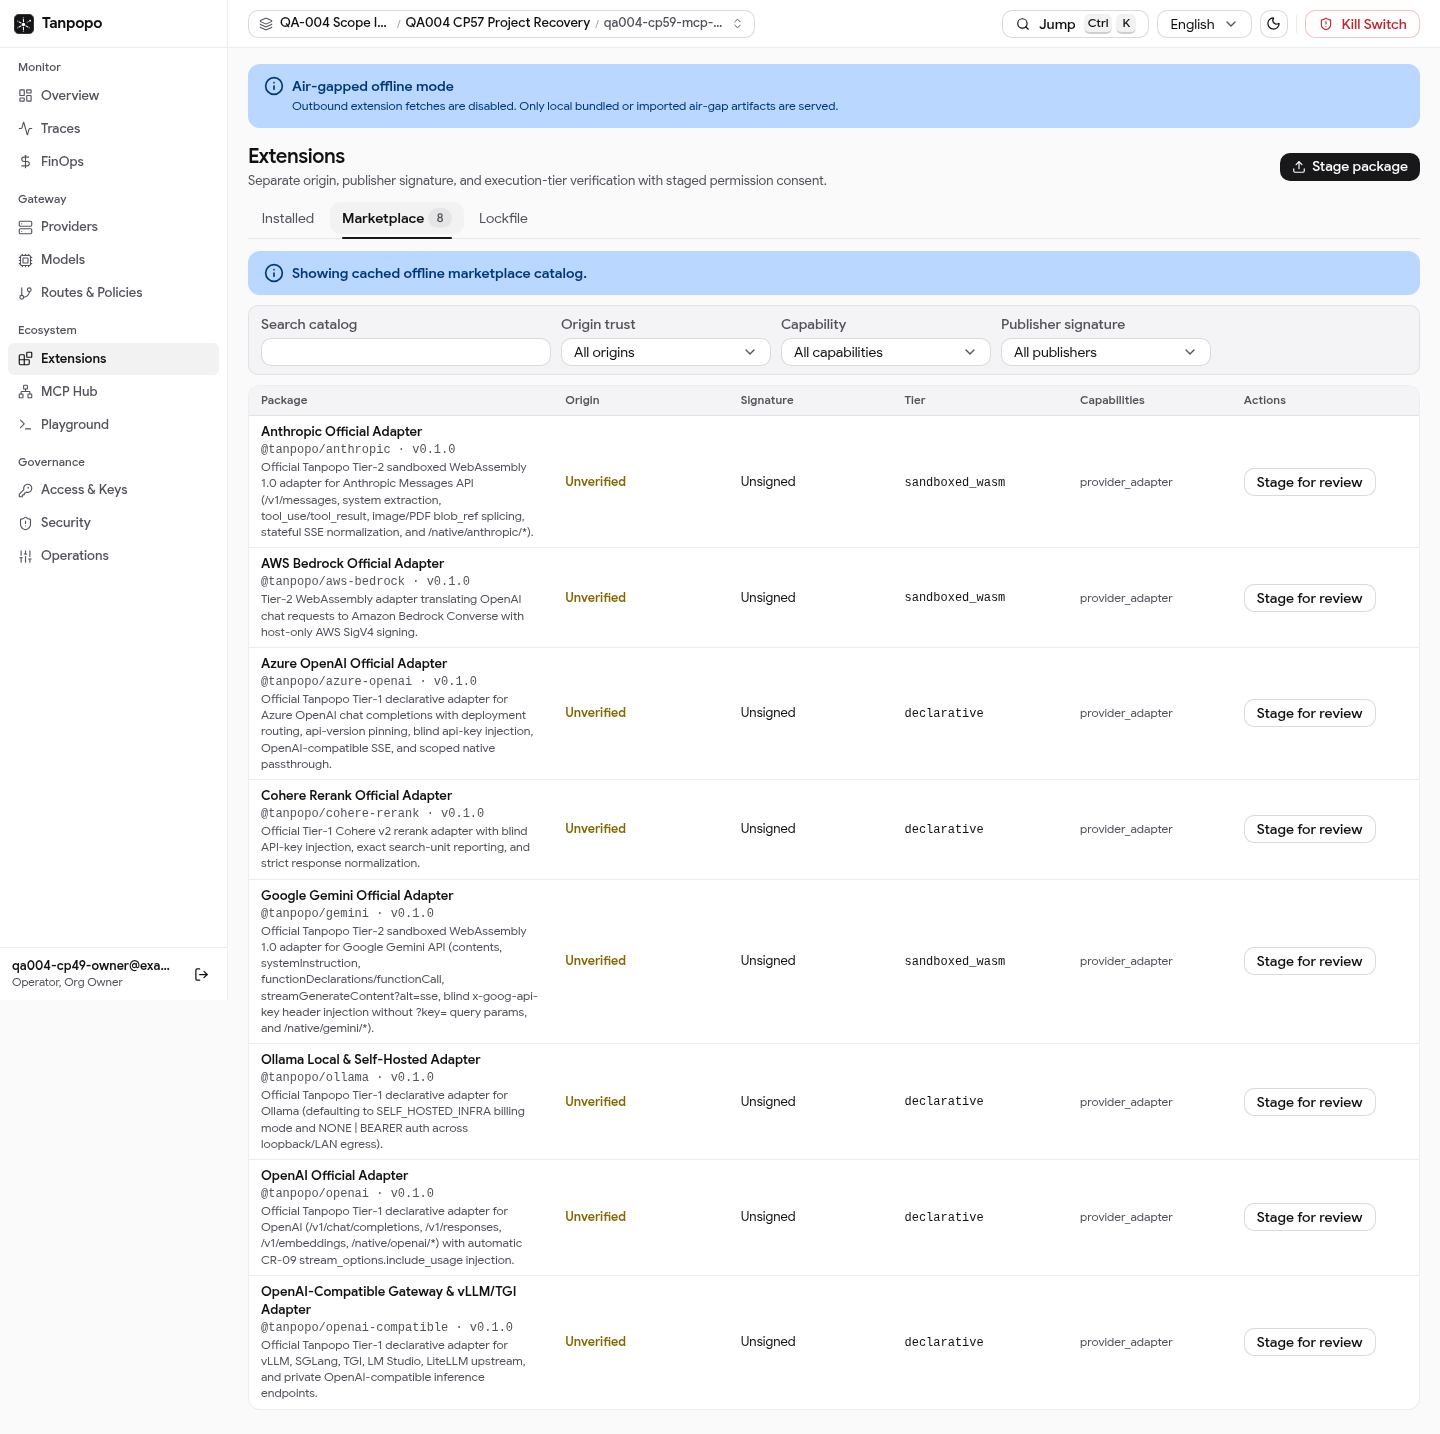 Tanpopo
Monitor
Overview
Traces
FinOps
Gateway
Providers
Models
Routes & Policies
Ecosystem
Extensions
MCP Hub
Playground
Governance
Access & Keys
Security
Operations
qa004-cp49-owner@exa...
Operator, Org Owner
QA-004 Scope I... / QA004 CP57 Project Recovery / qa004-cp59-mcp-...
Jump Ctrl K
English
Kill Switch
Air-gapped offline mode
Outbound extension fetches are disabled. Only local bundled or imported air-gap artifacts are served.
Extensions
Separate origin, publisher signature, and execution-tier verification with staged permission consent.
Stage package
Installed Marketplace 8 Lockfile
Showing cached offline marketplace catalog.
Search catalog Origin trust Capability Publisher signature
All origins All capabilities All publishers
Package Origin Signature Tier Capabilities Actions
Anthropic Official Adapter
@tanpopo/anthropic · v0.1.0
Official Tanpopo Tier-2 sandboxed WebAssembly
1.0 adapter for Anthropic Messages API
(/v1/messages, system extraction,
tool_use/tool_result, image/PDF blob_ref splicing,
stateful SSE normalization, and /native/anthropic/*).
Unverified Unsigned sandboxed_wasm provider_adapter Stage for review
AWS Bedrock Official Adapter
@tanpopo/aws-bedrock · v0.1.0
Tier-2 WebAssembly adapter translating OpenAI
chat requests to Amazon Bedrock Converse with
host-only AWS SigV4 signing.
Unverified Unsigned sandboxed_wasm provider_adapter Stage for review
Azure OpenAI Official Adapter
@tanpopo/azure-openai · v0.1.0
Official Tanpopo Tier-1 declarative adapter for
Azure OpenAI chat completions with deployment
routing, api-version pinning, blind api-key injection,
OpenAI-compatible SSE, and scoped native
passthrough.
Unverified Unsigned declarative provider_adapter Stage for review
Cohere Rerank Official Adapter
@tanpopo/cohere-rerank · v0.1.0
Official Tier-1 Cohere v2 rerank adapter with blind
API-key injection, exact search-unit reporting, and
strict response normalization.
Unverified Unsigned declarative provider_adapter Stage for review
Google Gemini Official Adapter
@tanpopo/gemini · v0.1.0
Official Tanpopo Tier-2 sandboxed WebAssembly
1.0 adapter for Google Gemini API (contents,
systemInstruction,
functionDeclarations/functionCall,
streamGenerateContent?alt=sse, blind x-goog-api-
key header injection without ?key= query params,
and /native/gemini/*).
Unverified Unsigned sandboxed_wasm provider_adapter Stage for review
Ollama Local & Self-Hosted Adapter
@tanpopo/ollama · v0.1.0
Official Tanpopo Tier-1 declarative adapter for
Ollama (defaulting to SELF_HOSTED_INFRA billing
mode and NONE | BEARER auth across
loopback/LAN egress).
Unverified Unsigned declarative provider_adapter Stage for review
OpenAI Official Adapter
@tanpopo/openai · v0.1.0
Official Tanpopo Tier-1 declarative adapter for
OpenAI (/v1/chat/completions, /v1/responses,
/v1/embeddings, /native/openai/*) with automatic
CR-09 stream_options.include_usage injection.
Unverified Unsigned declarative provider_adapter Stage for review
OpenAI-Compatible Gateway & vLLM/TGI
Adapter
@tanpopo/openai-compatible · v0.1.0
Official Tanpopo Tier-1 declarative adapter for
vLLM, SGLang, TGI, LM Studio, LiteLLM upstream,
and private OpenAI-compatible inference
endpoints.
Unverified Unsigned declarative provider_adapter Stage for review